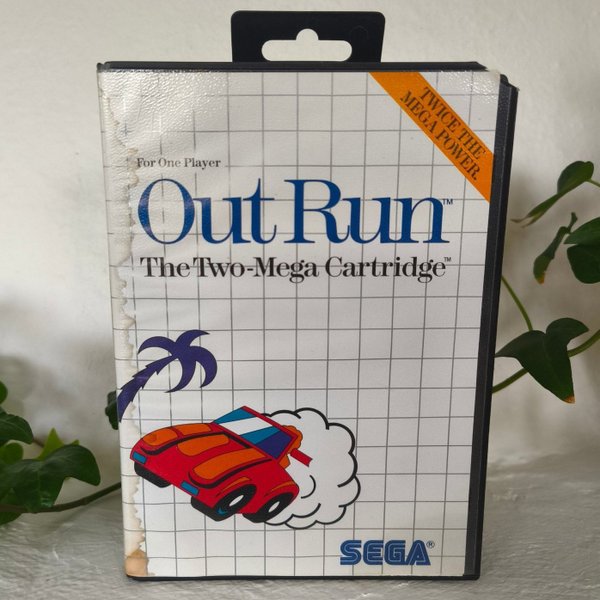 TWICE THE
MEGA POWER.
For One Player
Out Run™
The Two-Mega Cartridge™
SEGA®